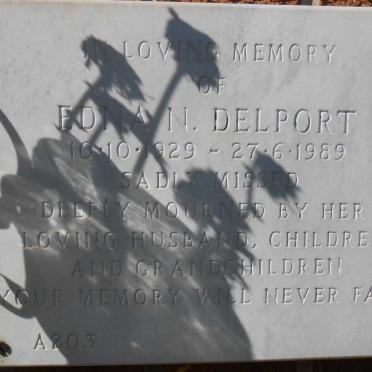 IN LOVING MEMORY
OF
EDNA N. DELPORT
10·10·1929 - 27·6·1989
SADLY MISSED
DEEPLY MOURNED BY HER
LOVING HUSBAND, CHILDRE
AND GRANDCHILDREN
YOUR MEMORY WILL NEVER FA
A203